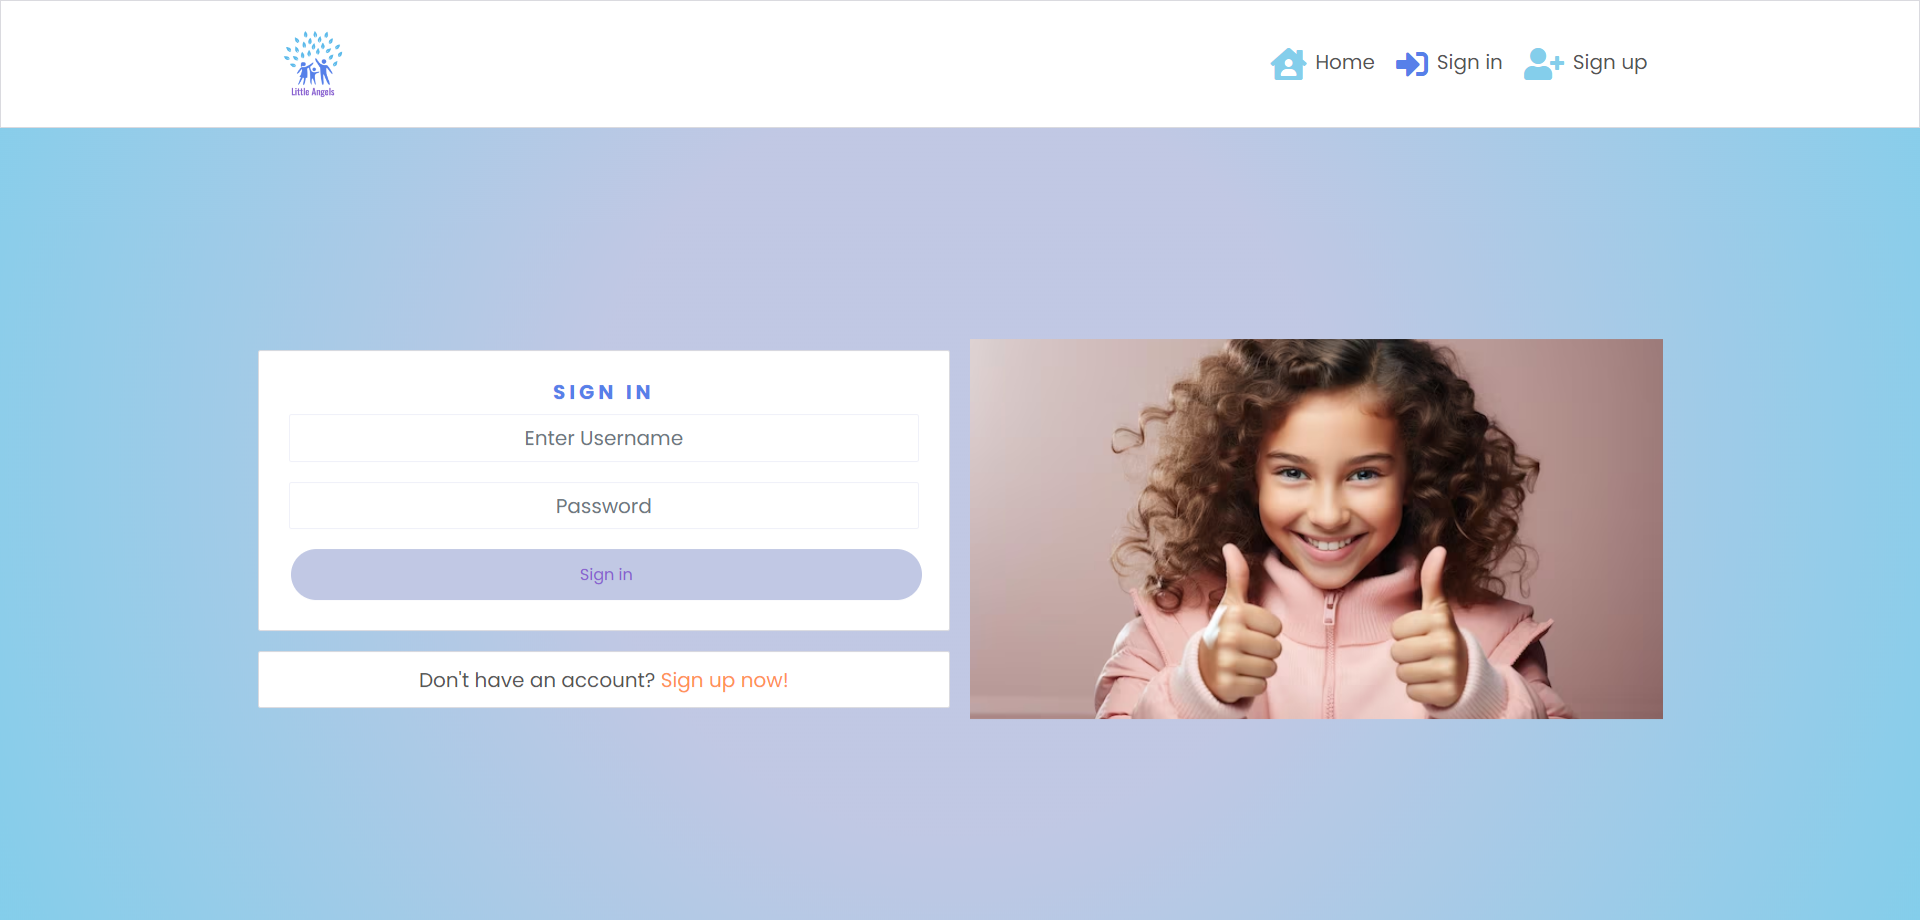 Little Angels
Home
Sign in
Sign up
SIGN IN
Enter Username
Password
Sign in
Don't have an account? Sign up now!